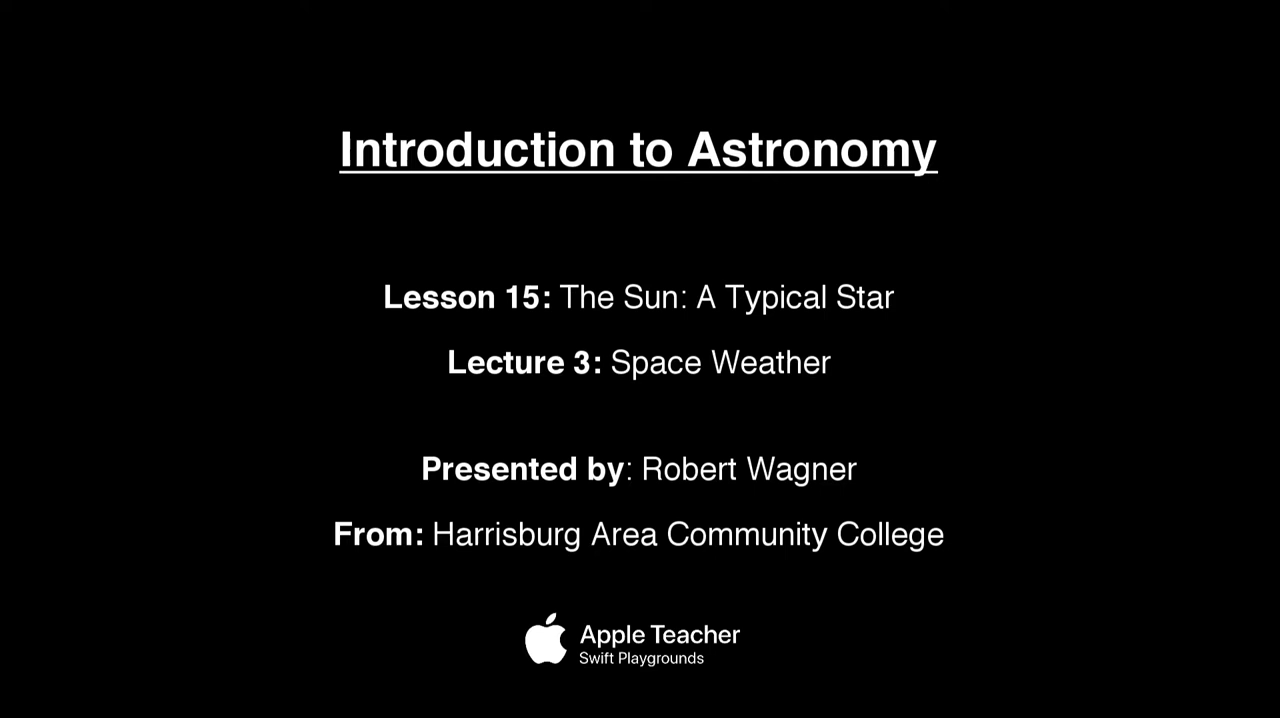 Introduction to Astronomy
Lesson 15: The Sun: A Typical Star
Lecture 3: Space Weather
Presented by: Robert Wagner
From: Harrisburg Area Community College
Apple Teacher
Swift Playgrounds